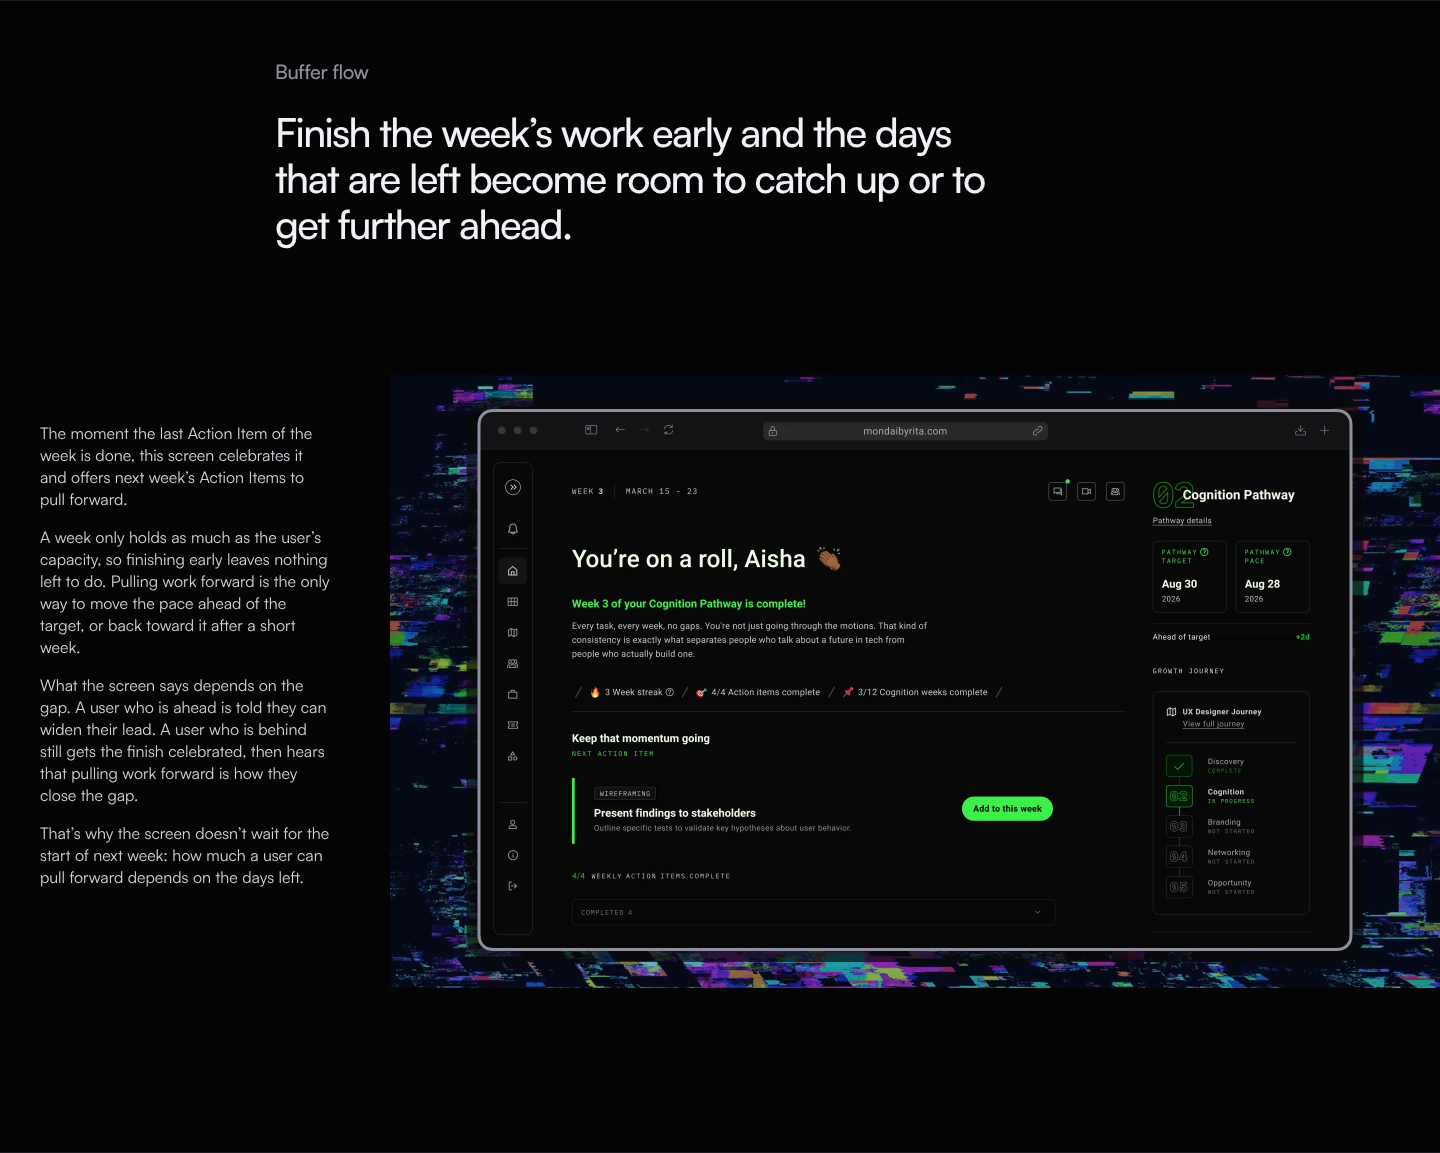 Buffer flow
Finish the week’s work early and the days
that are left become room to catch up or to
get further ahead.
The moment the last Action Item of the
week is done, this screen celebrates it
and offers next week’s Action Items to
pull forward.
A week only holds as much as the user’s
capacity, so finishing early leaves nothing
left to do. Pulling work forward is the only
way to move the pace ahead of the
target, or back toward it after a short
week.
What the screen says depends on the
gap. A user who is ahead is told they can
widen their lead. A user who is behind
still gets the finish celebrated, then hears
that pulling work forward is how they
close the gap.
That’s why the screen doesn’t wait for the
start of next week: how much a user can
pull forward depends on the days left.
mondaibyrita.com
WEEK 3 MARCH 15 - 23
You’re on a roll, Aisha
Week 3 of your Cognition Pathway is complete!
Every task, every week, no gaps. You’re not just going through the motions. That kind of
consistency is exactly what separates people who talk about a future in tech from
people who actually build one.
/ 3 Week streak / 4/4 Action items complete / 3/12 Cognition weeks complete /
Keep that momentum going
NEXT ACTION ITEM
WIREFRAMING
Present findings to stakeholders
Outline specific tests to validate key hypotheses about user behavior.
Add to this week
4/4 WEEKLY ACTION ITEMS COMPLETE
COMPLETED 4
02 Cognition Pathway
Pathway details
PATHWAY TARGET
Aug 30
2026
PATHWAY PACE
Aug 28
2026
Ahead of target +2d
GROWTH JOURNEY
UX Designer Journey
View full journey
Discovery
COMPLETE
02 Cognition
IN PROGRESS
03 Branding
NOT STARTED
04 Networking
NOT STARTED
05 Opportunity
NOT STARTED